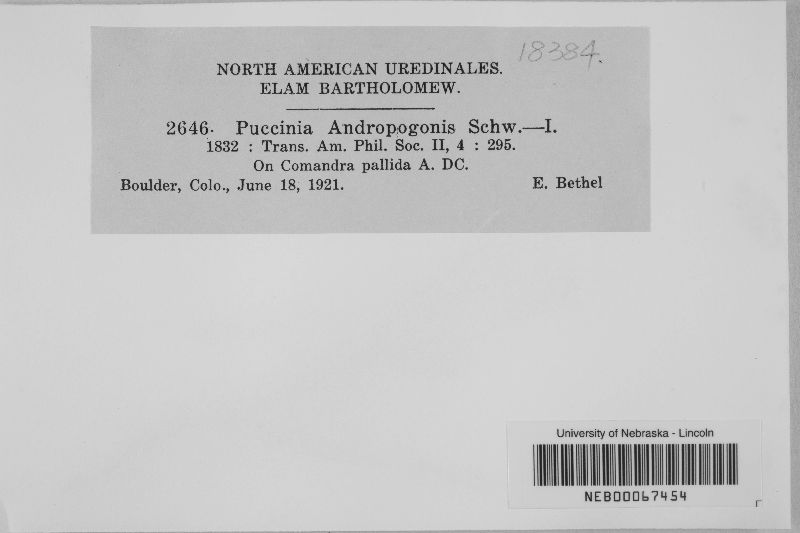 18384.
NORTH AMERICAN UREDINALES.
ELAM BARTHOLOMEW.
2646. Puccinia Andropogonis Schw.—I.
1832 : Trans. Am. Phil. Soc. II, 4 : 295.
On Comandra pallida A. DC.
Boulder, Colo., June 18, 1921. E. Bethel
University of Nebraska - Lincoln
NEB00067454